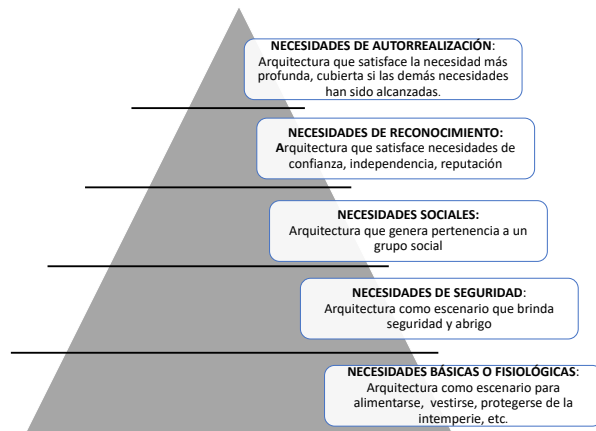 NECESIDADES DE AUTORREALIZACIÓN:
Arquitectura que satisface la necesidad más
profunda, cubierta si las demás necesidades
han sido alcanzadas.
NECESIDADES DE RECONOCIMIENTO:
Arquitectura que satisface necesidades de
confianza, independencia, reputación
NECESIDADES SOCIALES:
Arquitectura que genera pertenencia a un
grupo social
NECESIDADES DE SEGURIDAD:
Arquitectura como escenario que brinda
seguridad y abrigo
NECESIDADES BÁSICAS O FISIOLÓGICAS:
Arquitectura como escenario para
alimentarse, vestirse, protegerse de la
intemperie, etc.